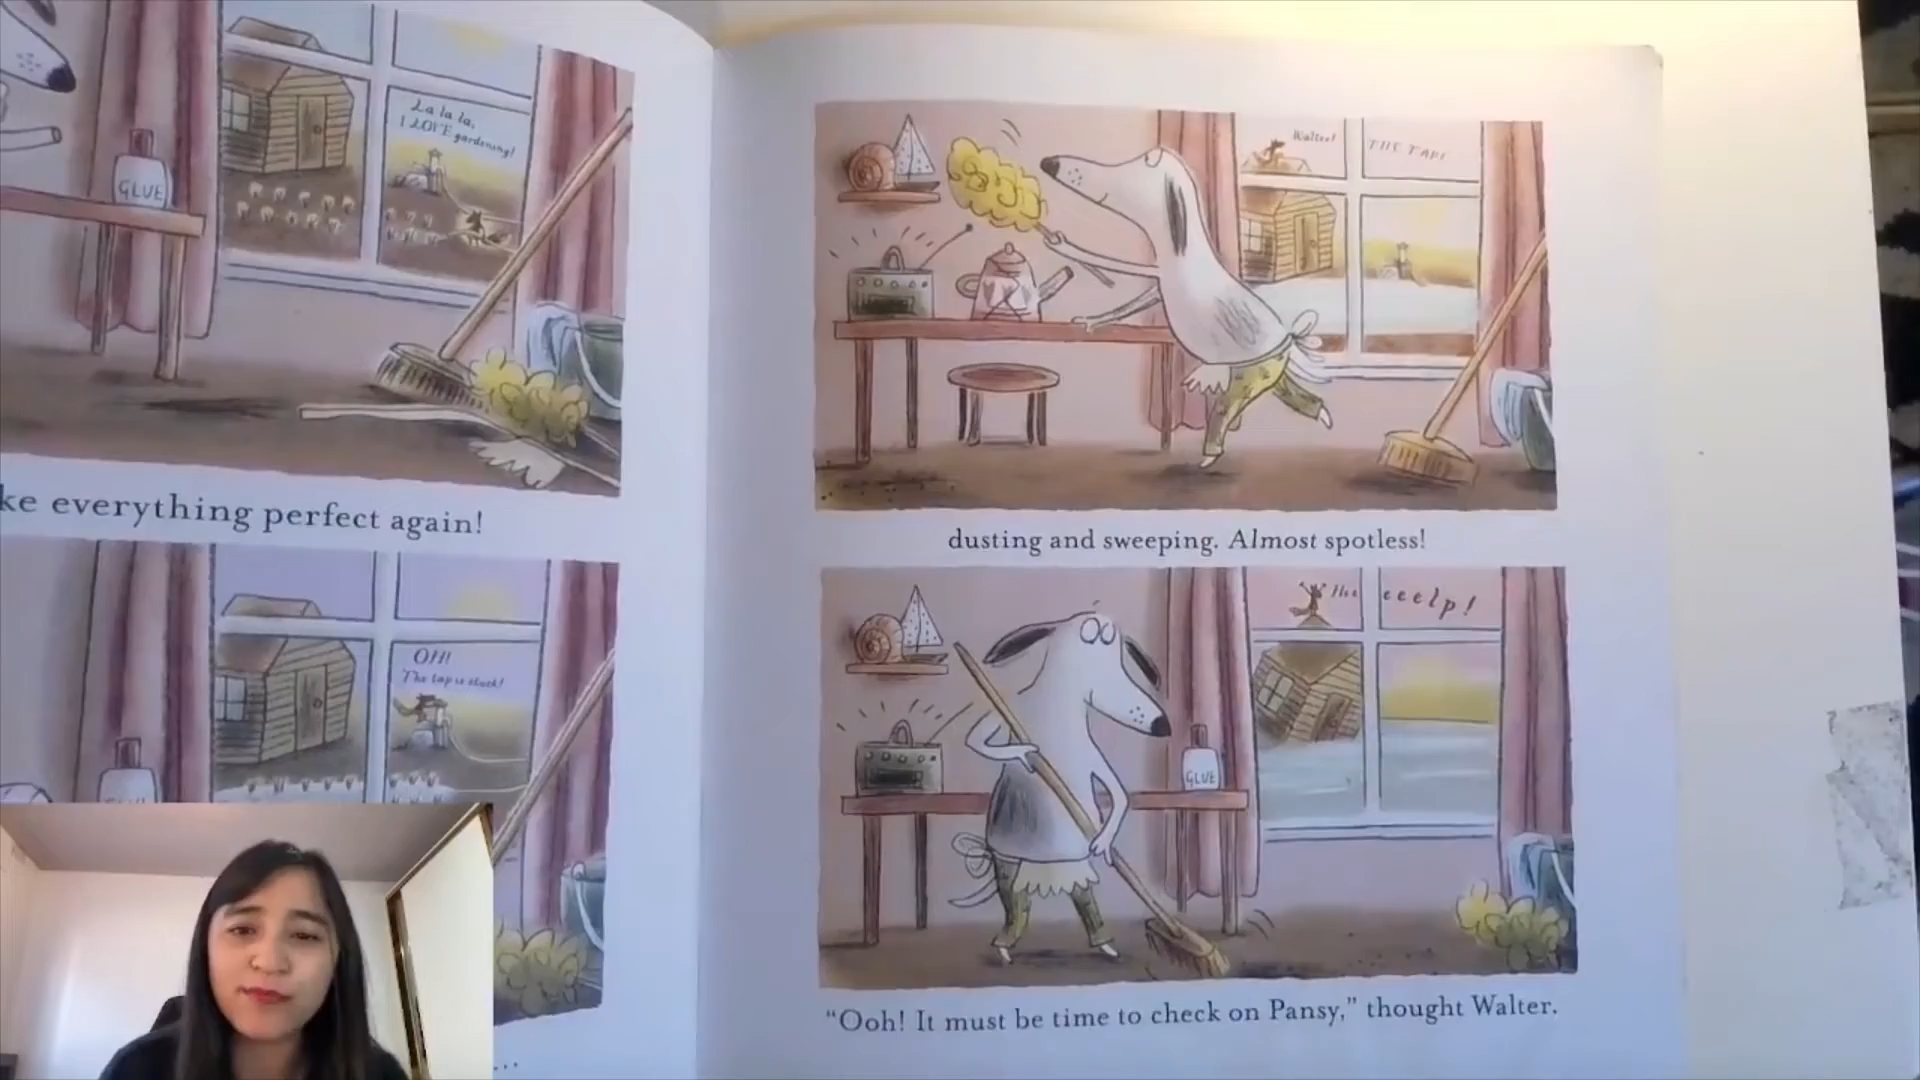 La la la,
I LOVE gardening!
GLUE
ke everything perfect again!
OH!
The tap is stuck!
...
Walter!
THE TAP!
dusting and sweeping. Almost spotless!
eeelp!
GLUE
“Ooh! It must be time to check on Pansy,” thought Walter.